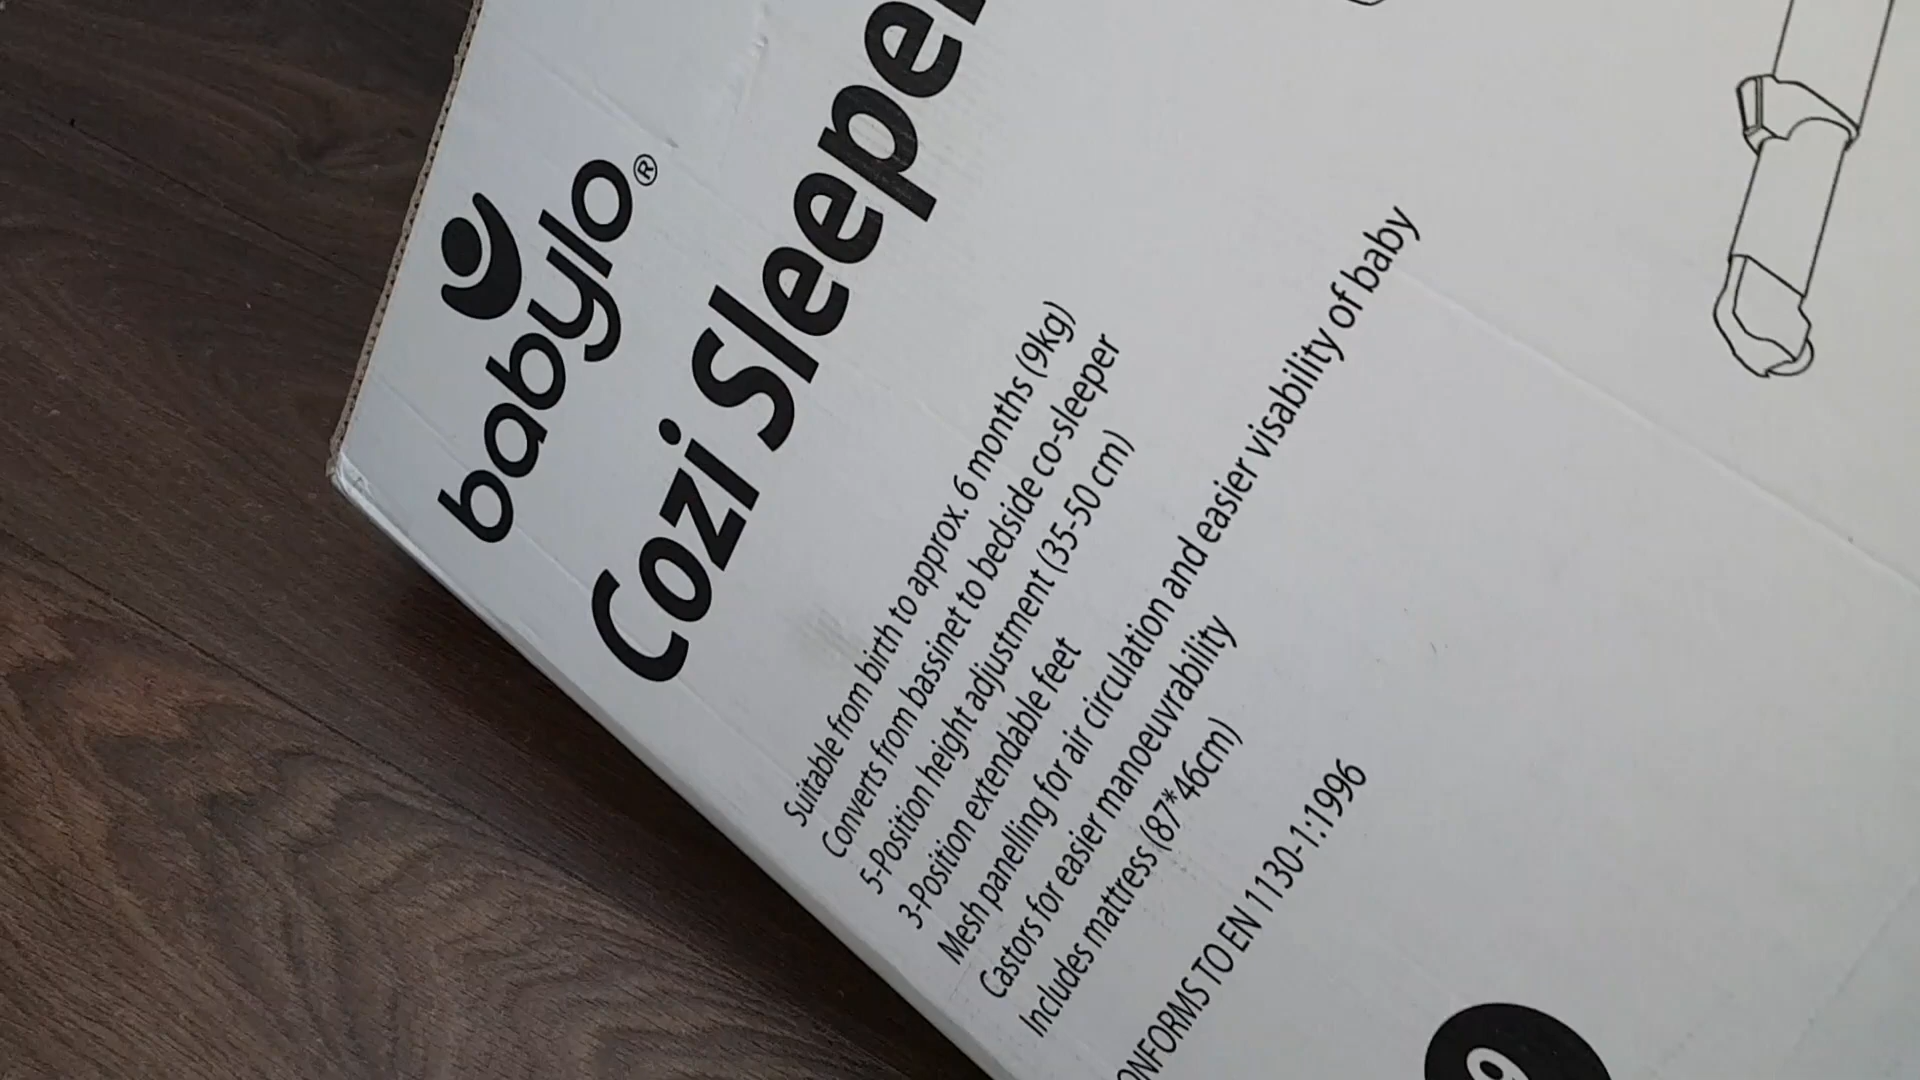 babylo®
Cozi Sleeper
Suitable from birth to approx. 6 months (9kg)
Converts from bassinet to bedside co-sleeper
5-Position height adjustment (35-50 cm)
3-Position extendable feet
Mesh panelling for air circulation and easier visability of baby
Castors for easier manoeuvrability
Includes mattress (87*46cm)
ONFORMS TO EN 1130-1:1996
9